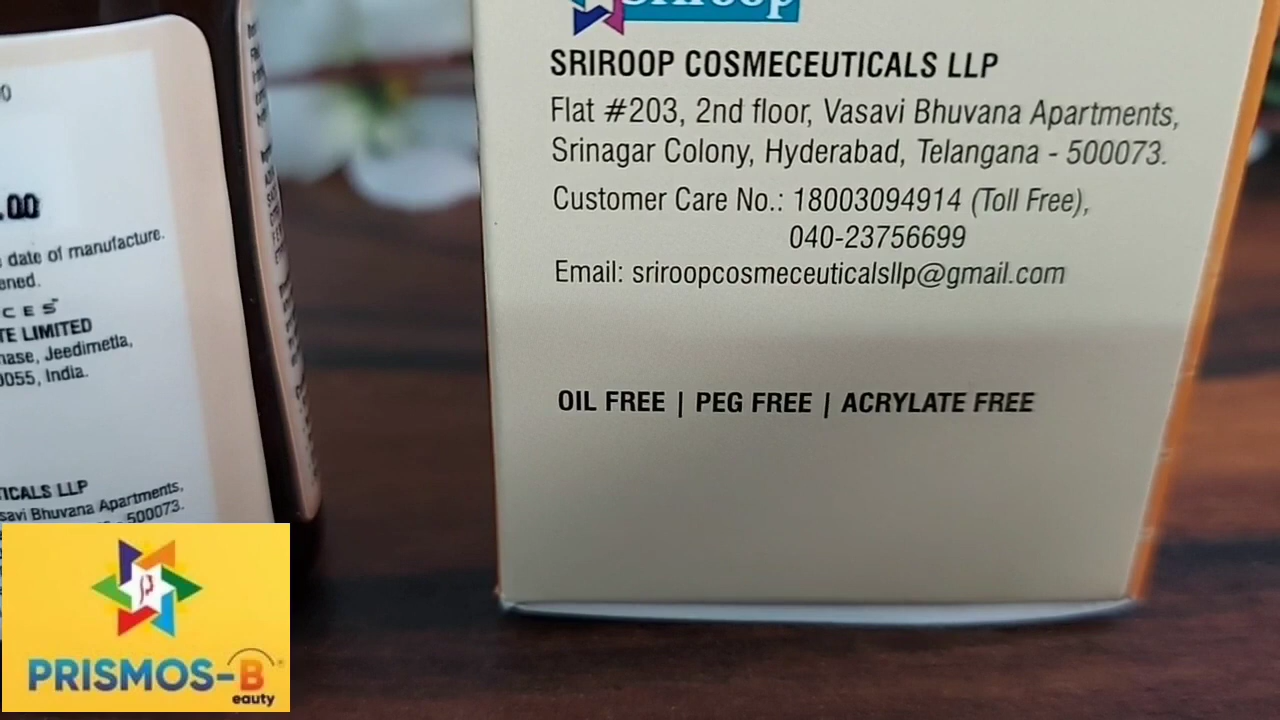 Sriroop
SRIROOP COSMECEUTICALS LLP
Flat #203, 2nd floor, Vasavi Bhuvana Apartments,
Srinagar Colony, Hyderabad, Telangana - 500073.
Customer Care No.: 18003094914 (Toll Free),
040-23756699
Email: sriroopcosmeceuticalsllp@gmail.com
OIL FREE | PEG FREE | ACRYLATE FREE
.00
date of manufacture.
LIMITED
Jeedimetla,
India.
LLP
Bhuvana Apartments,
500073.
PRISMOS-B
eauty